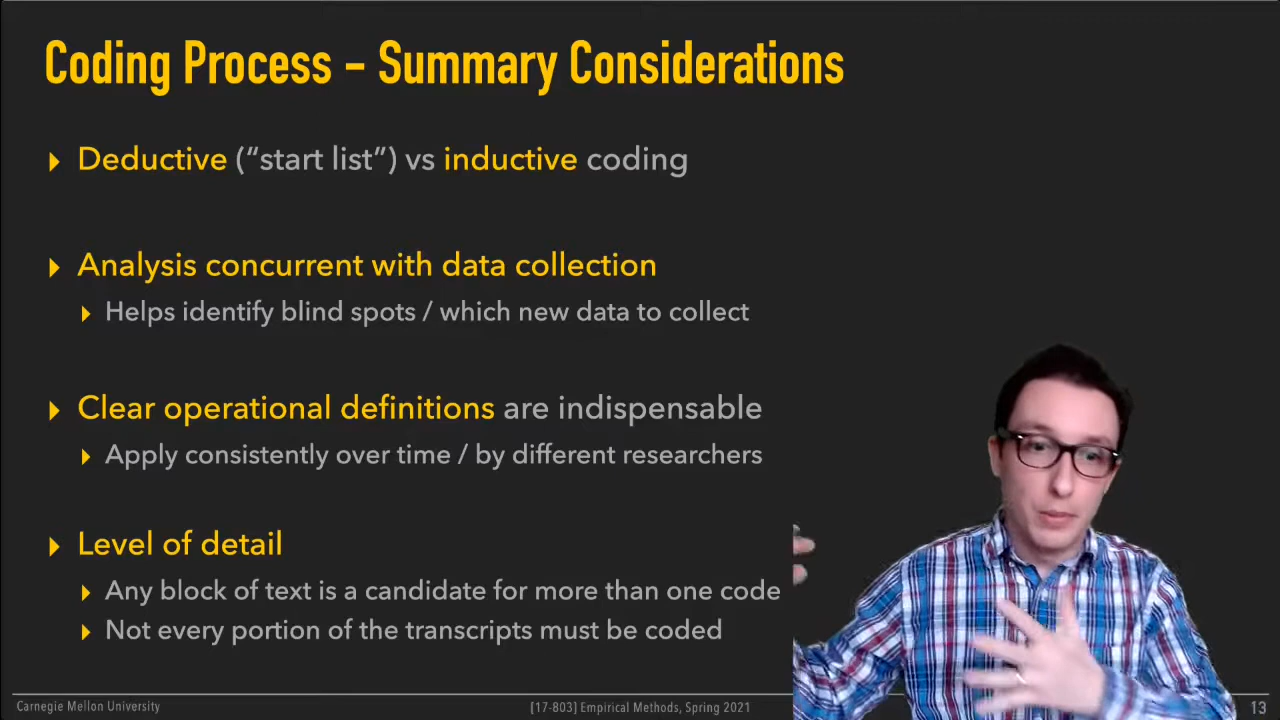 Coding Process – Summary Considerations
Deductive (“start list”) vs inductive coding
Analysis concurrent with data collection
Helps identify blind spots / which new data to collect
Clear operational definitions are indispensable
Apply consistently over time / by different researchers
Level of detail
Any block of text is a candidate for more than one code
Not every portion of the transcripts must be coded
Carnegie Mellon University
[17-803] Empirical Methods, Spring 2021
13